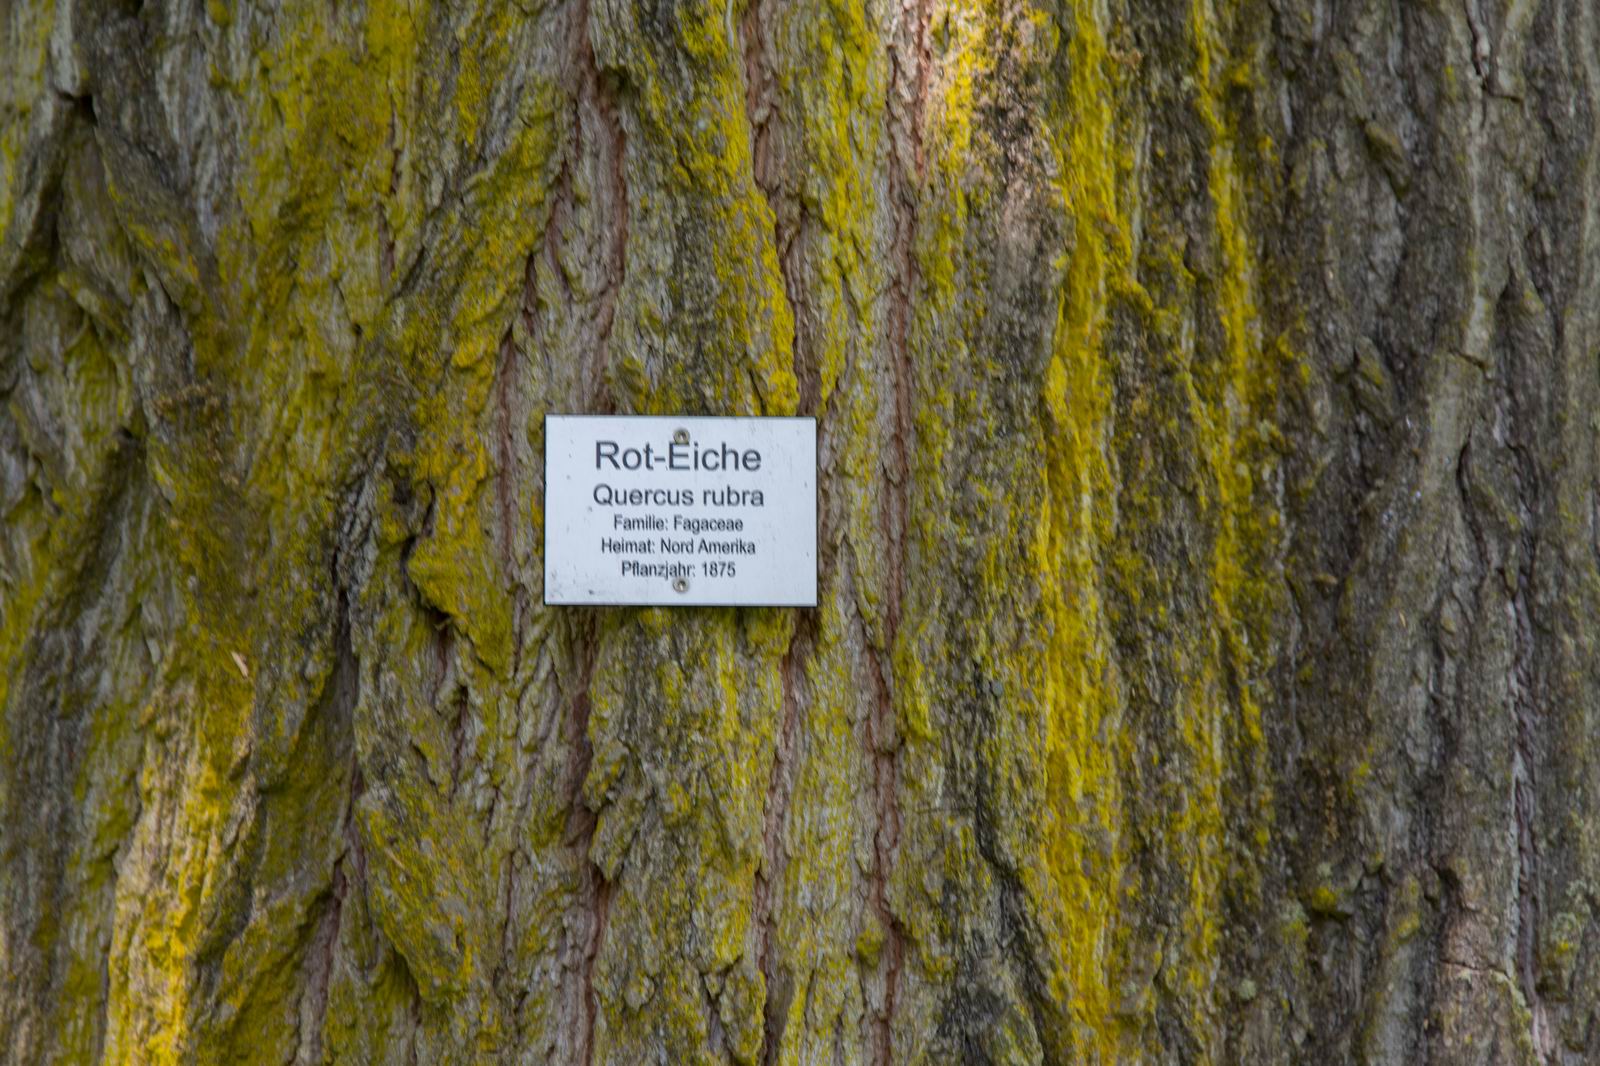 Rot-Eiche
Quercus rubra
Familie: Fagaceae
Heimat: Nord Amerika
Pflanzjahr: 1875